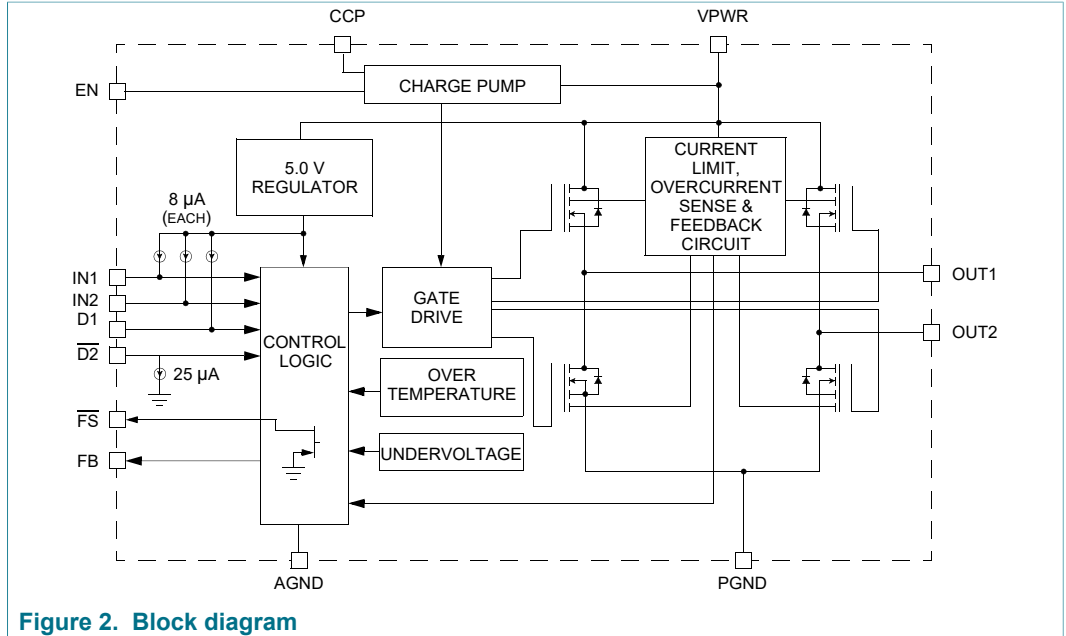 CCP
VPWR
EN
CHARGE PUMP
5.0 V
REGULATOR
CURRENT
LIMIT,
OVERCURRENT
SENSE &
FEEDBACK
CIRCUIT
8 µA
(EACH)
IN1
IN2
D1
D2
25 µA
FS
FB
CONTROL
LOGIC
GATE
DRIVE
OVER
TEMPERATURE
UNDERVOLTAGE
OUT1
OUT2
AGND
PGND
Figure 2. Block diagram